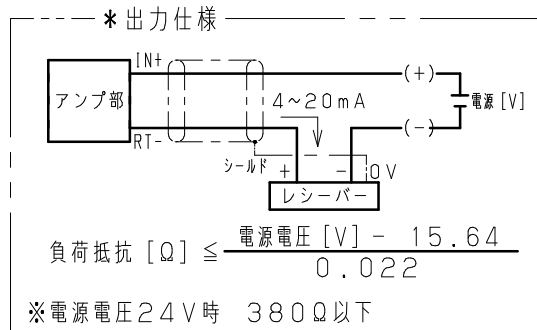 *出力仕様
IN+
(+)
アンプ部
4~20mA
電源[V]
RT-
(-)
シールド
+
-
0V
レシーバー
負荷抵抗[Ω]≤
電源電圧[V]- 15.64
0.022
※電源電圧24V時 380Ω以下